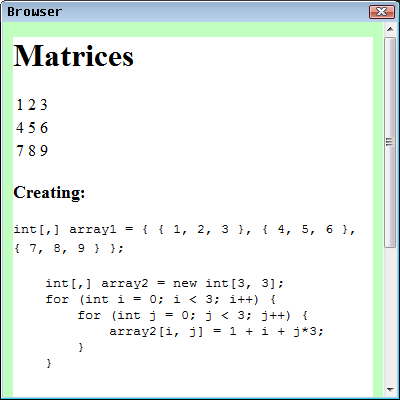 Browser
Matrices
1 2 3
4 5 6
7 8 9
Creating:
int[,] array1 = { { 1, 2, 3 }, { 4, 5, 6 },
{ 7, 8, 9 } };
int[,] array2 = new int[3, 3];
for (int i = 0; i < 3; i++) {
for (int j = 0; j < 3; j++) {
array2[i, j] = 1 + i + j*3;
}
}